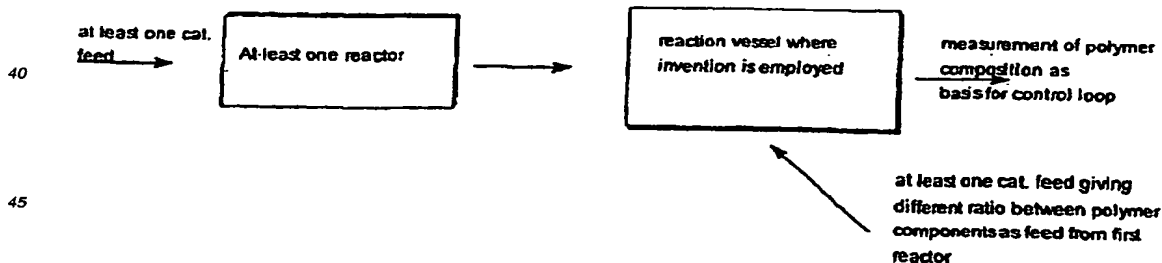 at least one cat.
feed
At least one reactor
reaction vessel where
invention is employed
measurement of polymer
composition as
basis for control loop
40
45
at least one cat. feed giving
different ratio between polymer
components as feed from first
reactor